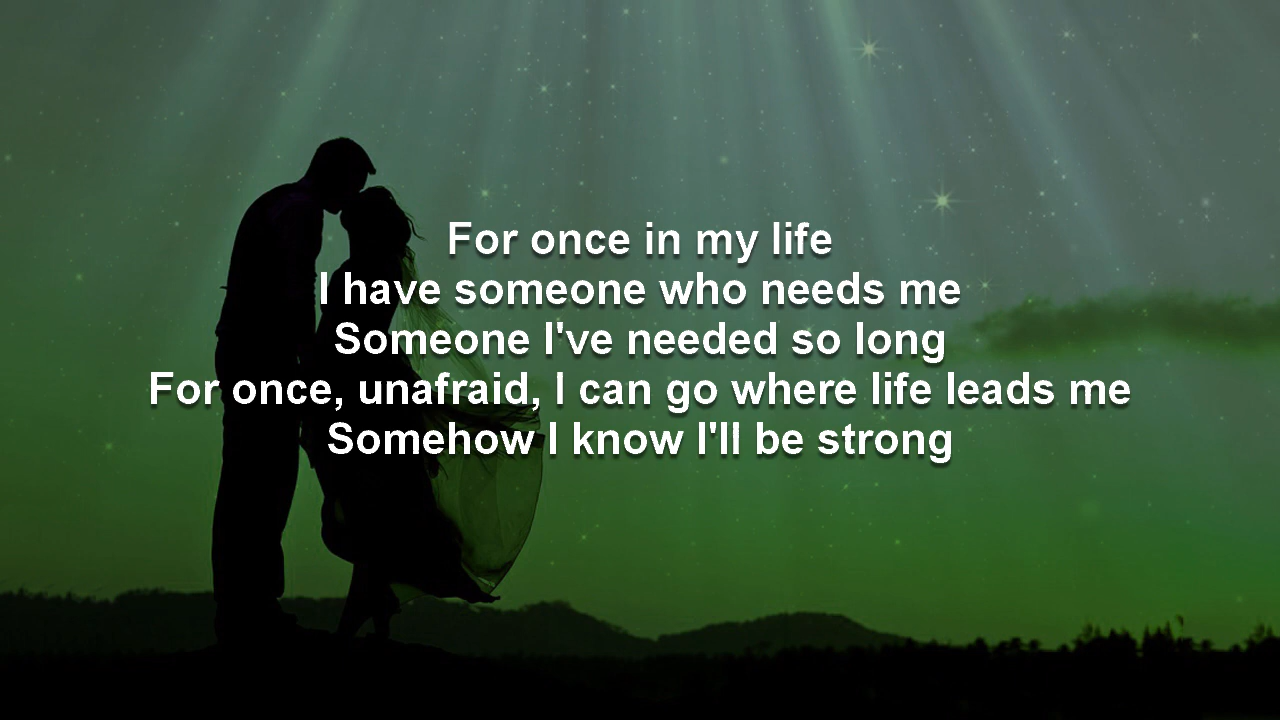 For once in my life
I have someone who needs me
Someone I've needed so long
For once, unafraid, I can go where life leads me
Somehow I know I'll be strong